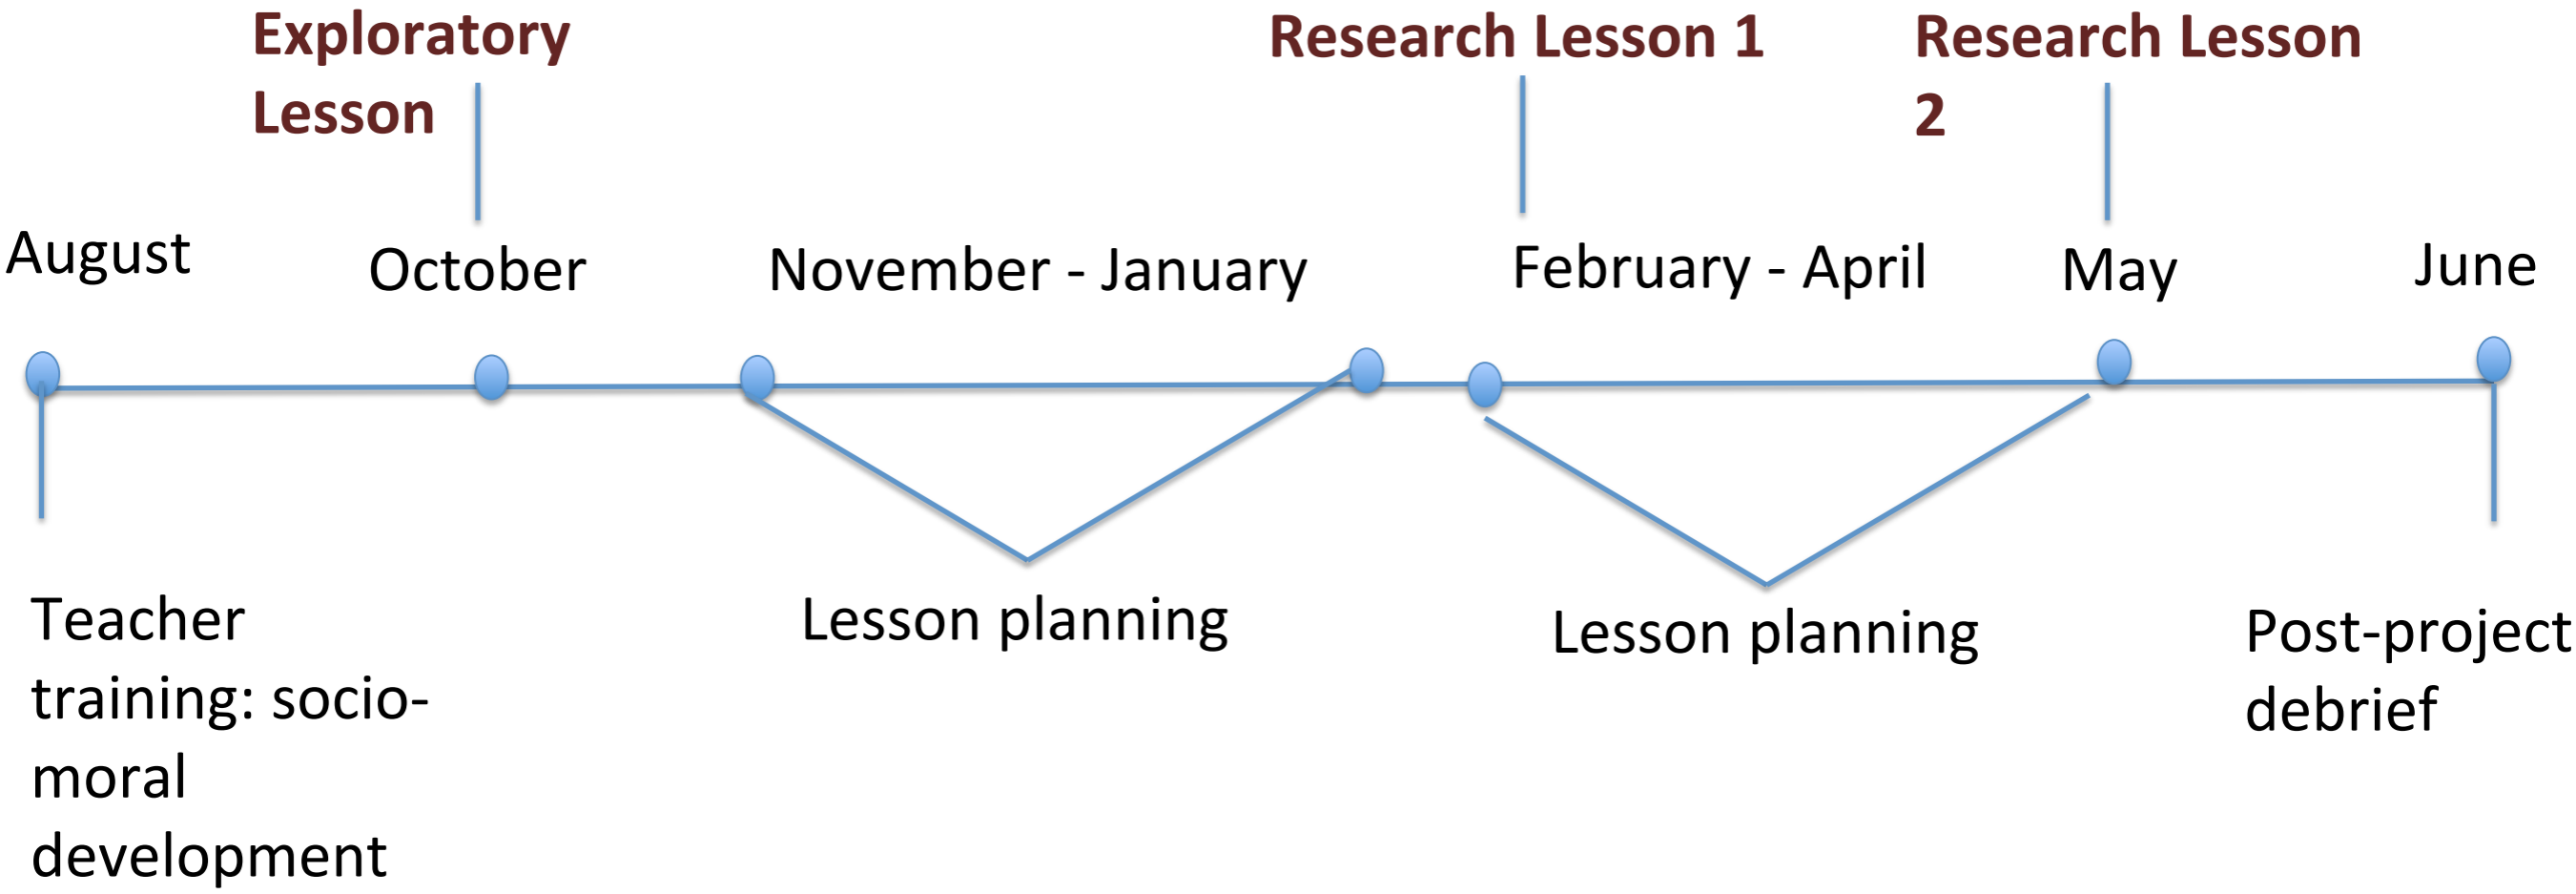 Exploratory
Lesson
Research Lesson 1
Research Lesson
2
August
October
November - January
February - April
May
June
Teacher
training: socio-
moral
development
Lesson planning
Lesson planning
Post-project
debrief